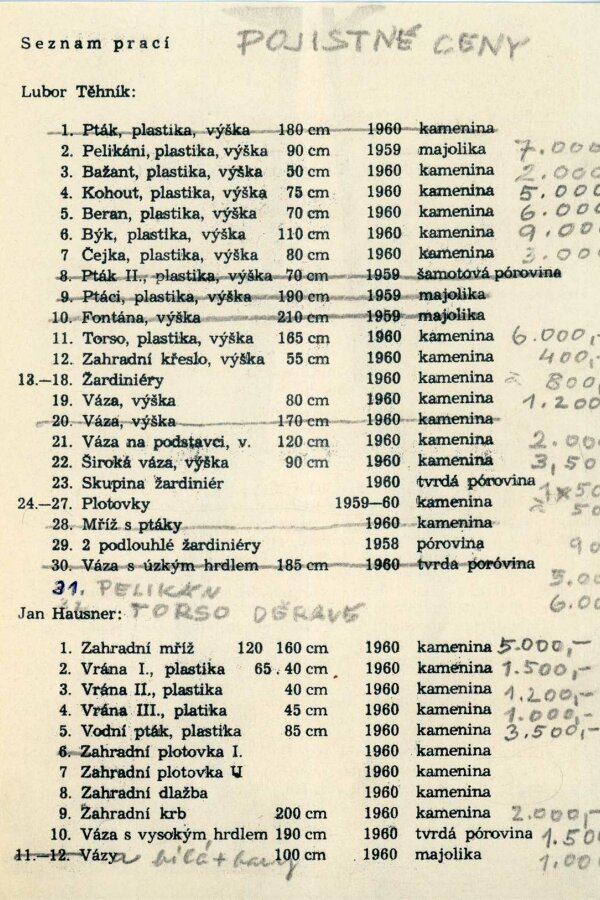 Seznam prací POJISTNÉ CENY
Lubor Těhník:
1. Pták, plastika, výška 180 cm 1960 kamenina
2. Pelikáni, plastika, výška 90 cm 1959 majolika 7.000
3. Bažant, plastika, výška 50 cm 1960 kamenina 2.000
4. Kohout, plastika, výška 75 cm 1960 kamenina 5.000
5. Beran, plastika, výška 70 cm 1960 kamenina 6.000
6. Býk, plastika, výška 110 cm 1960 kamenina 9.000
7 Čejka, plastika, výška 80 cm 1960 kamenina 3.000
8. Pták II., plastika, výška 70 cm 1959 šamotová pórovina
9. Ptáci, plastika, výška 190 cm 1959 majolika
10. Fontána, výška 210 cm 1959 majolika
11. Torso, plastika, výška 165 cm 1960 kamenina 6.000,-
12. Zahradní křeslo, výška 55 cm 1960 kamenina 400,-
13.—18. Žardiniéry 1960 kamenina à 800,
19. Váza, výška 80 cm 1960 kamenina 1.200
20. Váza, výška 170 cm 1960 kamenina
21. Váza na podstavci, v. 120 cm 1960 kamenina 2.00
22. Široká váza, výška 90 cm 1960 kamenina 3,50
23. Skupina žardiniér 1960 tvrdá pórovina
24.—27. Plotovky 1959—60 kamenina à 50
28. Mříž s ptáky 1960 kamenina
29. 2 podlouhlé žardiniéry 1958 pórovina 90
30. Váza s úzkým hrdlem 185 cm 1960 tvrda poróvina
31. PELIKÁN 5.00
TORSO DĚRAVÉ 6.00
Jan Hausner:
1. Zahradní mříž 120 160 cm 1960 kamenina 5.000,-
2. Vrána I., plastika 65.40 cm 1960 kamenina 1.500,-
3. Vrána II., plastika 40 cm 1960 kamenina 1.200,-
4. Vrána III., platika 45 cm 1960 kamenina 1.000,-
5. Vodní pták, plastika 85 cm 1960 kamenina 3.500,-
6. Zahradní plotovka I. 1960 kamenina
7 Zahradní plotovka U 1960 kamenina
8. Zahradní dlažba 1960 kamenina
9. Zahradní krb 200 cm 1960 kamenina 2.000,-
10. Váza s vysokým hrdlem 190 cm 1960 tvrdá pórovina 1.50
11.—12. Vázy bílá + 100 cm 1960 majolika 1.00